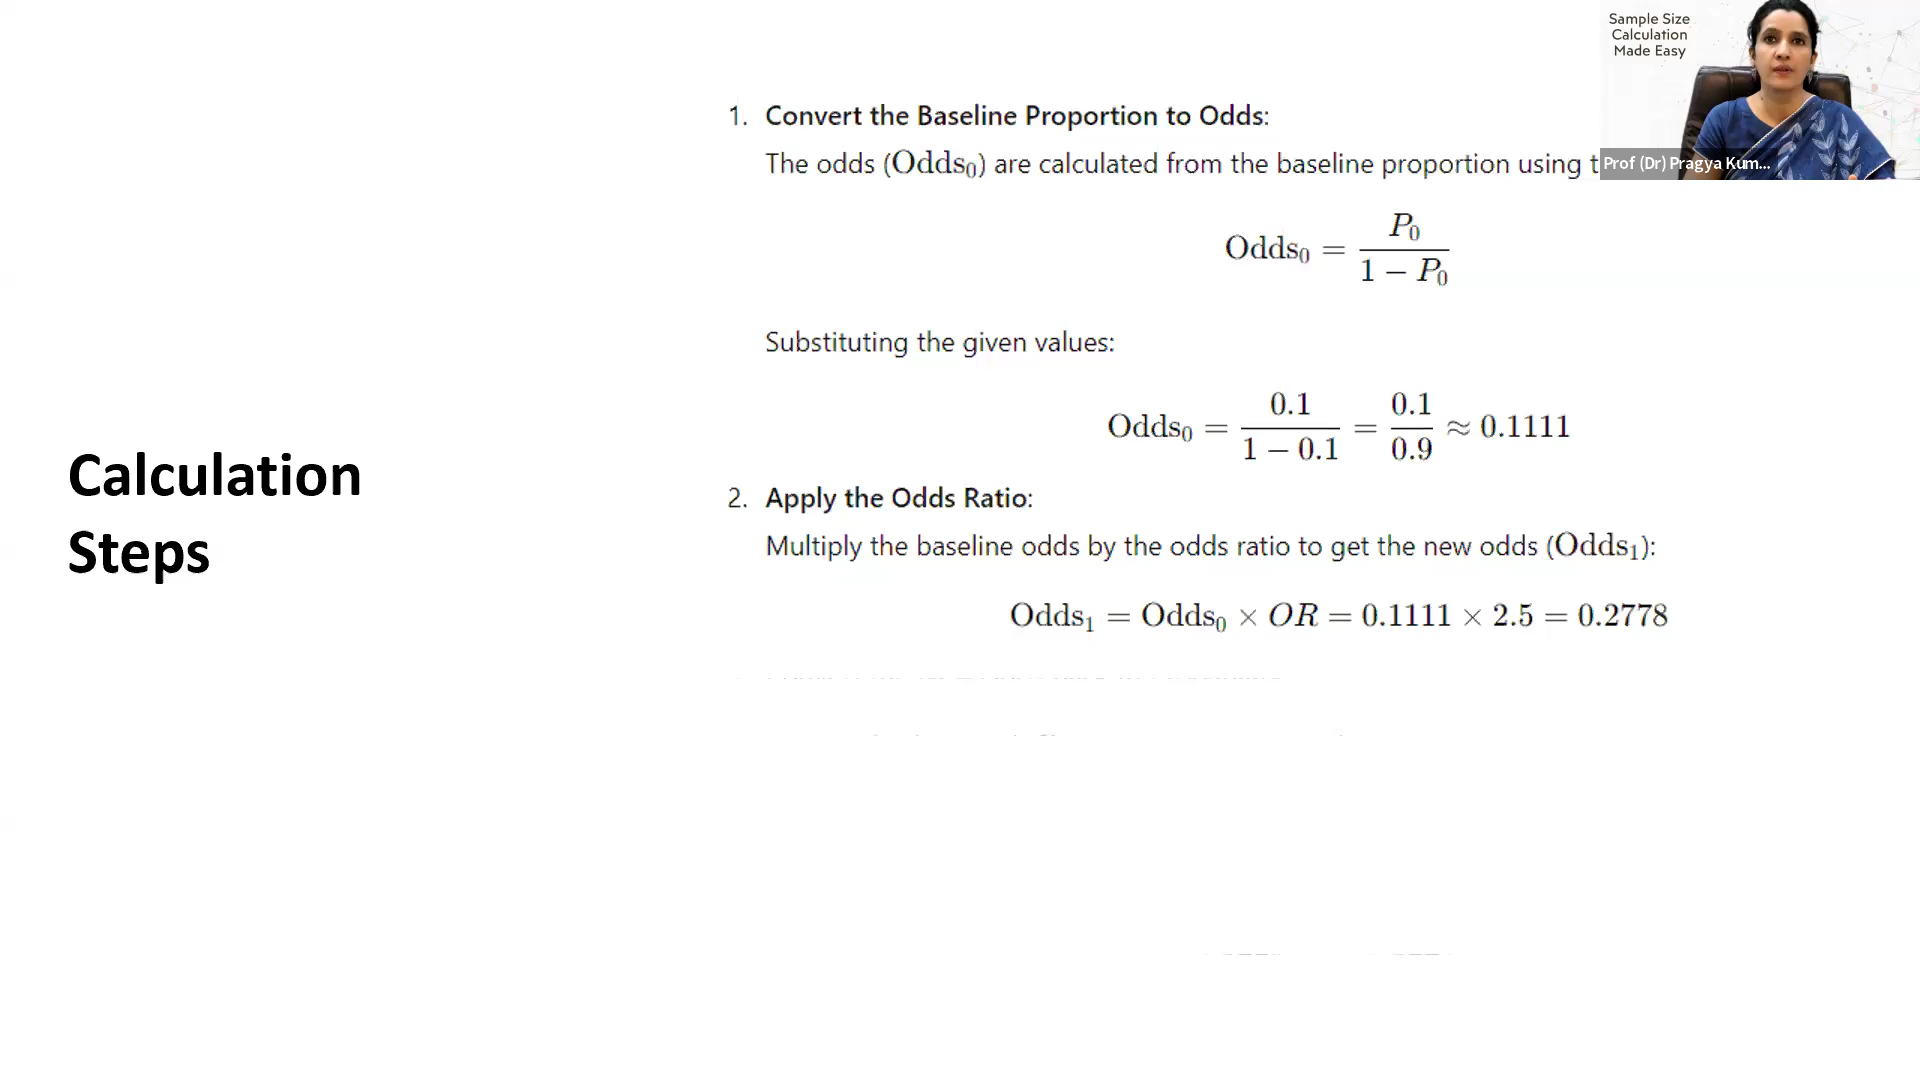 Sample Size
Calculation
Made Easy
Prof (Dr) Pragya Kum...
Calculation
Steps
1. Convert the Baseline Proportion to Odds:
The odds (Odds₀) are calculated from the baseline proportion using t
Odds₀ = P₀ / (1 − P₀)
Substituting the given values:
Odds₀ = 0.1 / (1 − 0.1) = 0.1 / 0.9 ≈ 0.1111
2. Apply the Odds Ratio:
Multiply the baseline odds by the odds ratio to get the new odds (Odds₁):
Odds₁ = Odds₀ × OR = 0.1111 × 2.5 = 0.2778